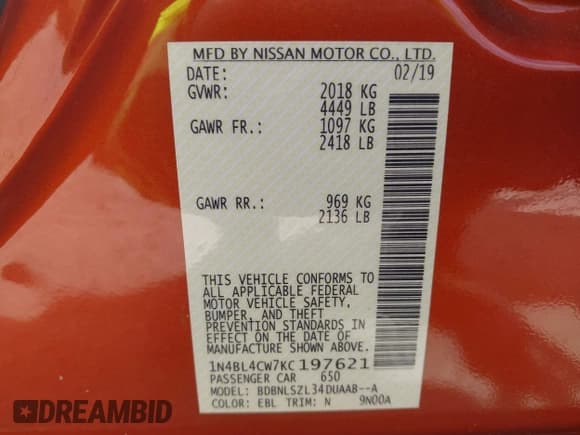 MFD BY NISSAN MOTOR CO., LTD.
DATE: 02/19
GVWR: 2018 KG
4449 LB
GAWR FR.: 1097 KG
2418 LB
GAWR RR.: 969 KG
2136 LB
THIS VEHICLE CONFORMS TO
ALL APPLICABLE FEDERAL
MOTOR VEHICLE SAFETY,
BUMPER, AND THEFT
PREVENTION STANDARDS IN
EFFECT ON THE DATE OF
MANUFACTURE SHOWN ABOVE.
1N4BL4CW7KC197621
PASSENGER CAR 650
MODEL: BDBNLSZL34DUAAB--A
COLOR: EBL TRIM: N 9N00A
DREAMBID